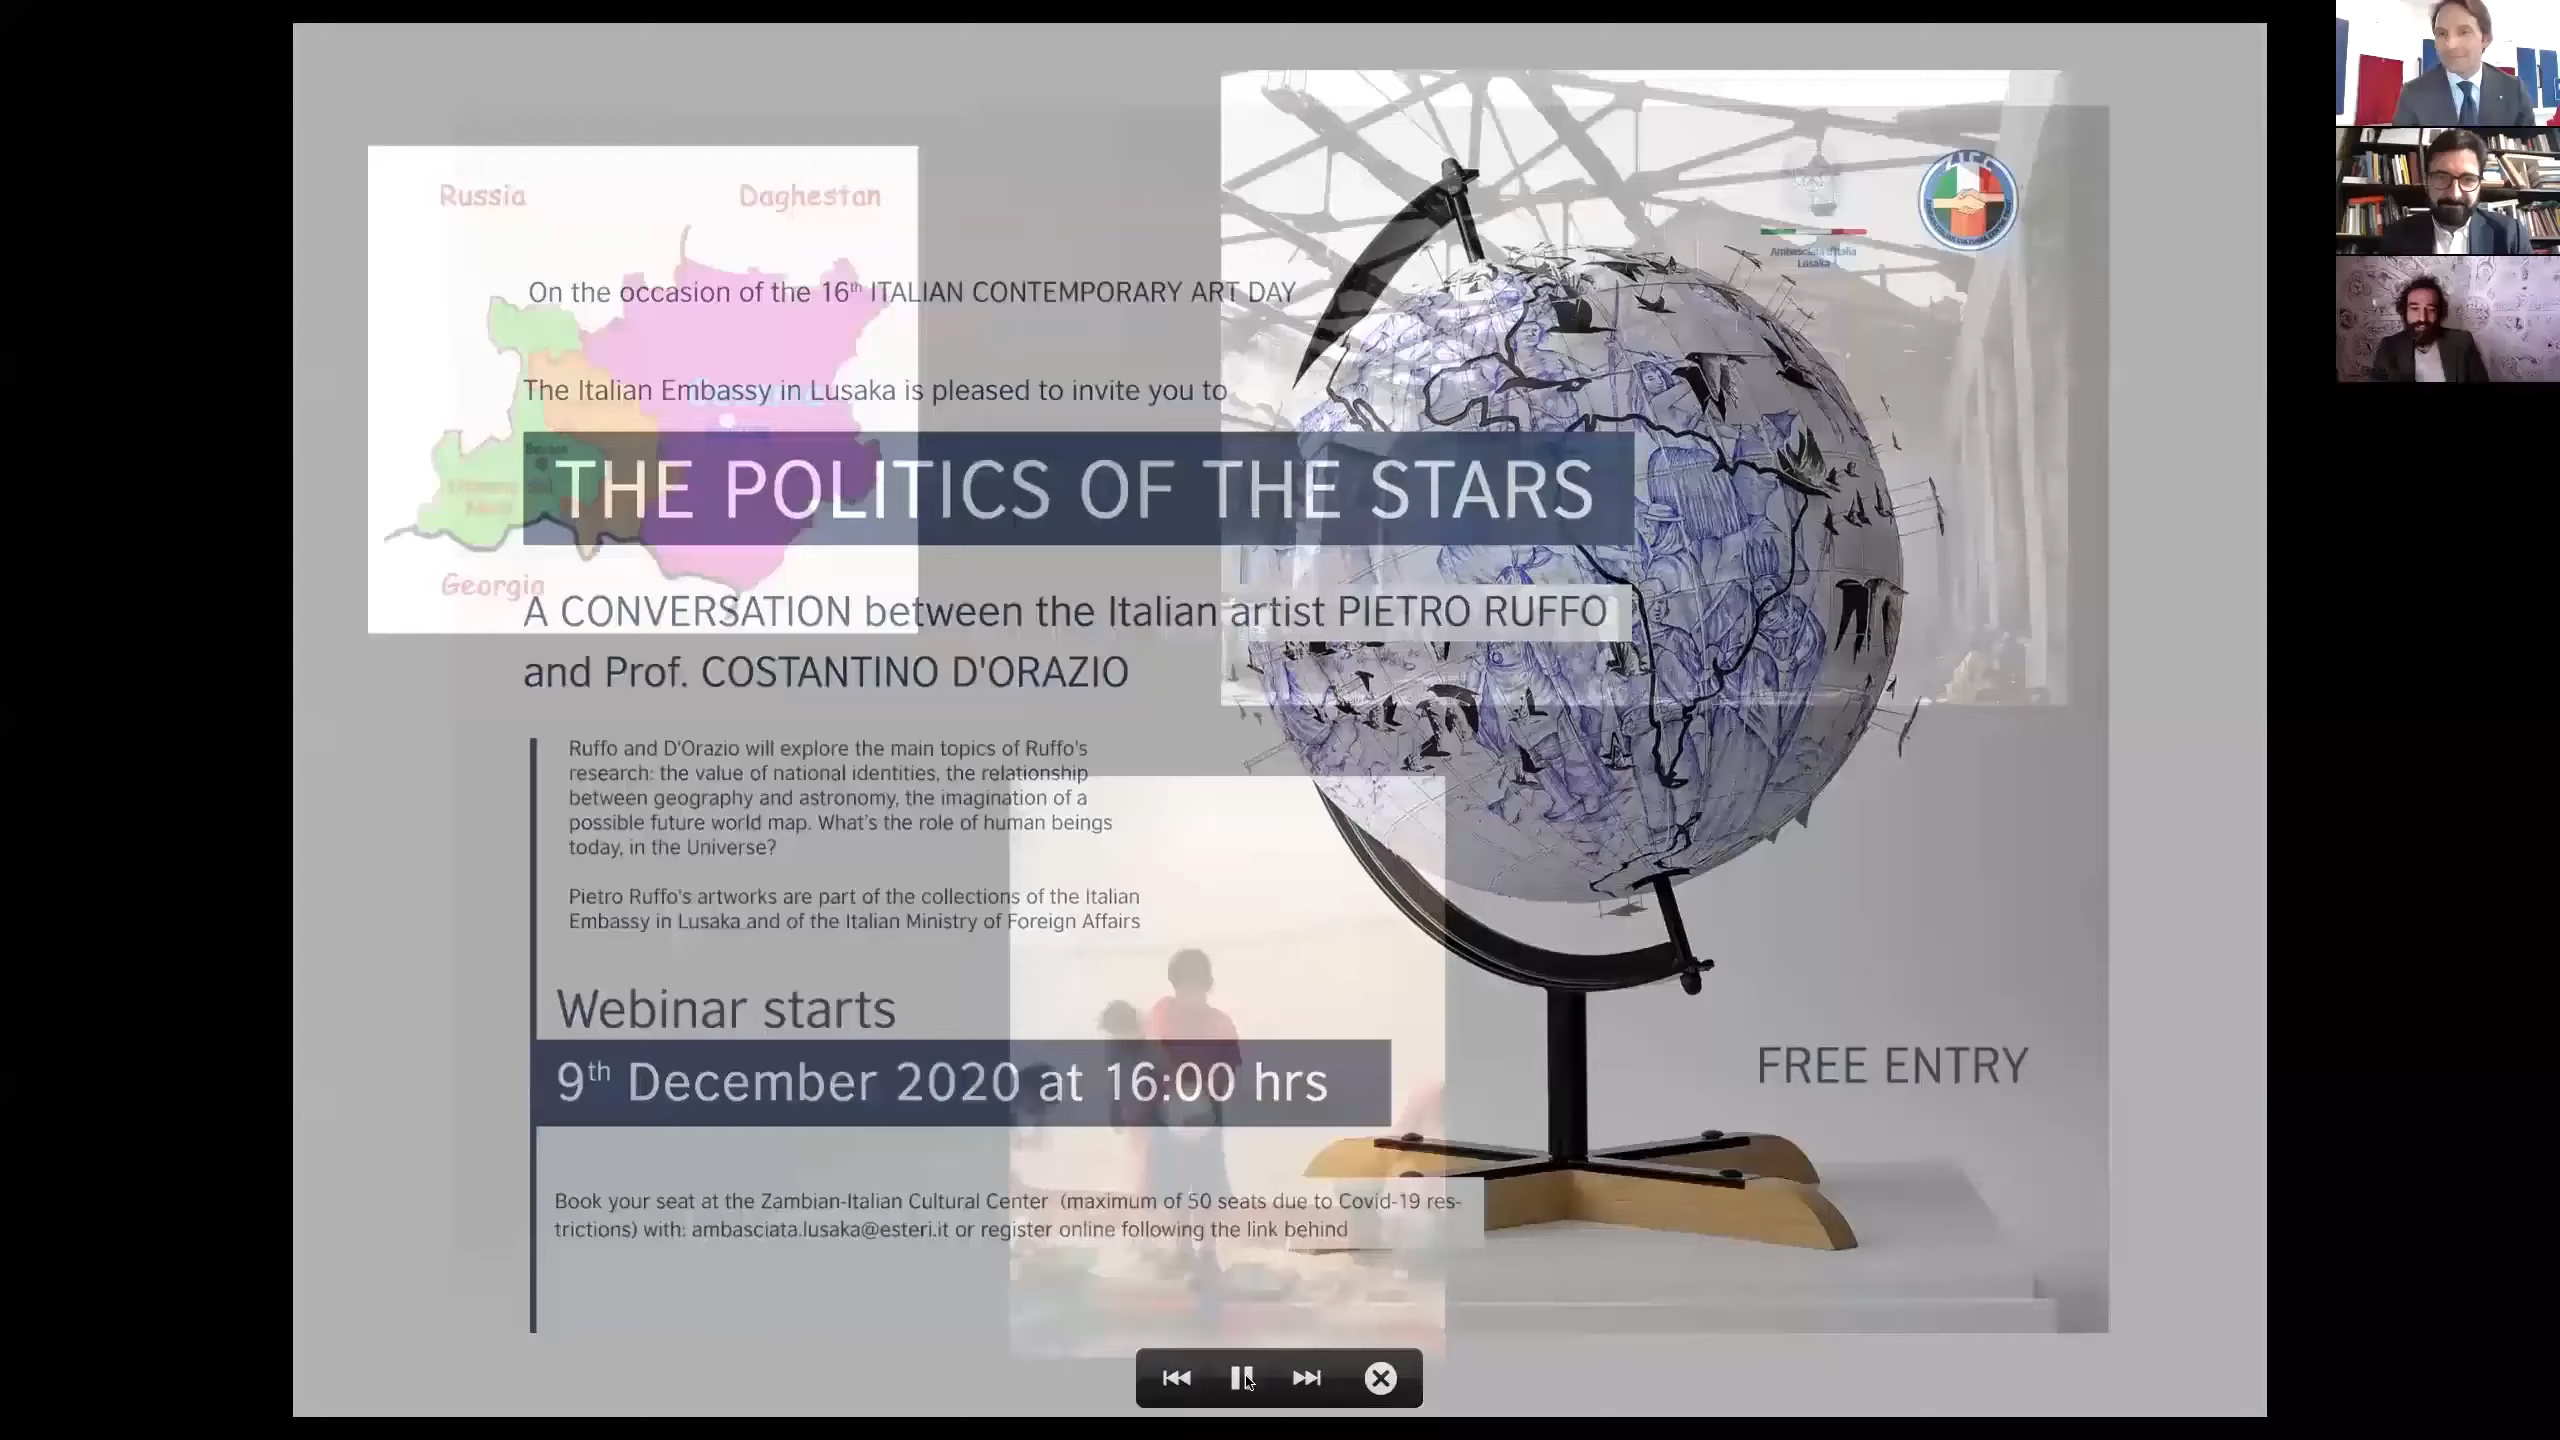 Russia
Daghestan
On the occasion of the 16th ITALIAN CONTEMPORARY ART DAY
Ambasciata d'Italia
Lusaka
The Italian Embassy in Lusaka is pleased to invite you to
THE POLITICS OF THE STARS
Georgia
A CONVERSATION between the Italian artist PIETRO RUFFO
and Prof. COSTANTINO D'ORAZIO
Ruffo and D'Orazio will explore the main topics of Ruffo's
research: the value of national identities, the relationship
between geography and astronomy, the imagination of a
possible future world map. What's the role of human beings
today, in the Universe?
Pietro Ruffo's artworks are part of the collections of the Italian
Embassy in Lusaka and of the Italian Ministry of Foreign Affairs
Webinar starts
9th December 2020 at 16:00 hrs
FREE ENTRY
Book your seat at the Zambian-Italian Cultural Center (maximum of 50 seats due to Covid-19 res-
trictions) with: ambasciata.lusaka@esteri.it or register online following the link behind